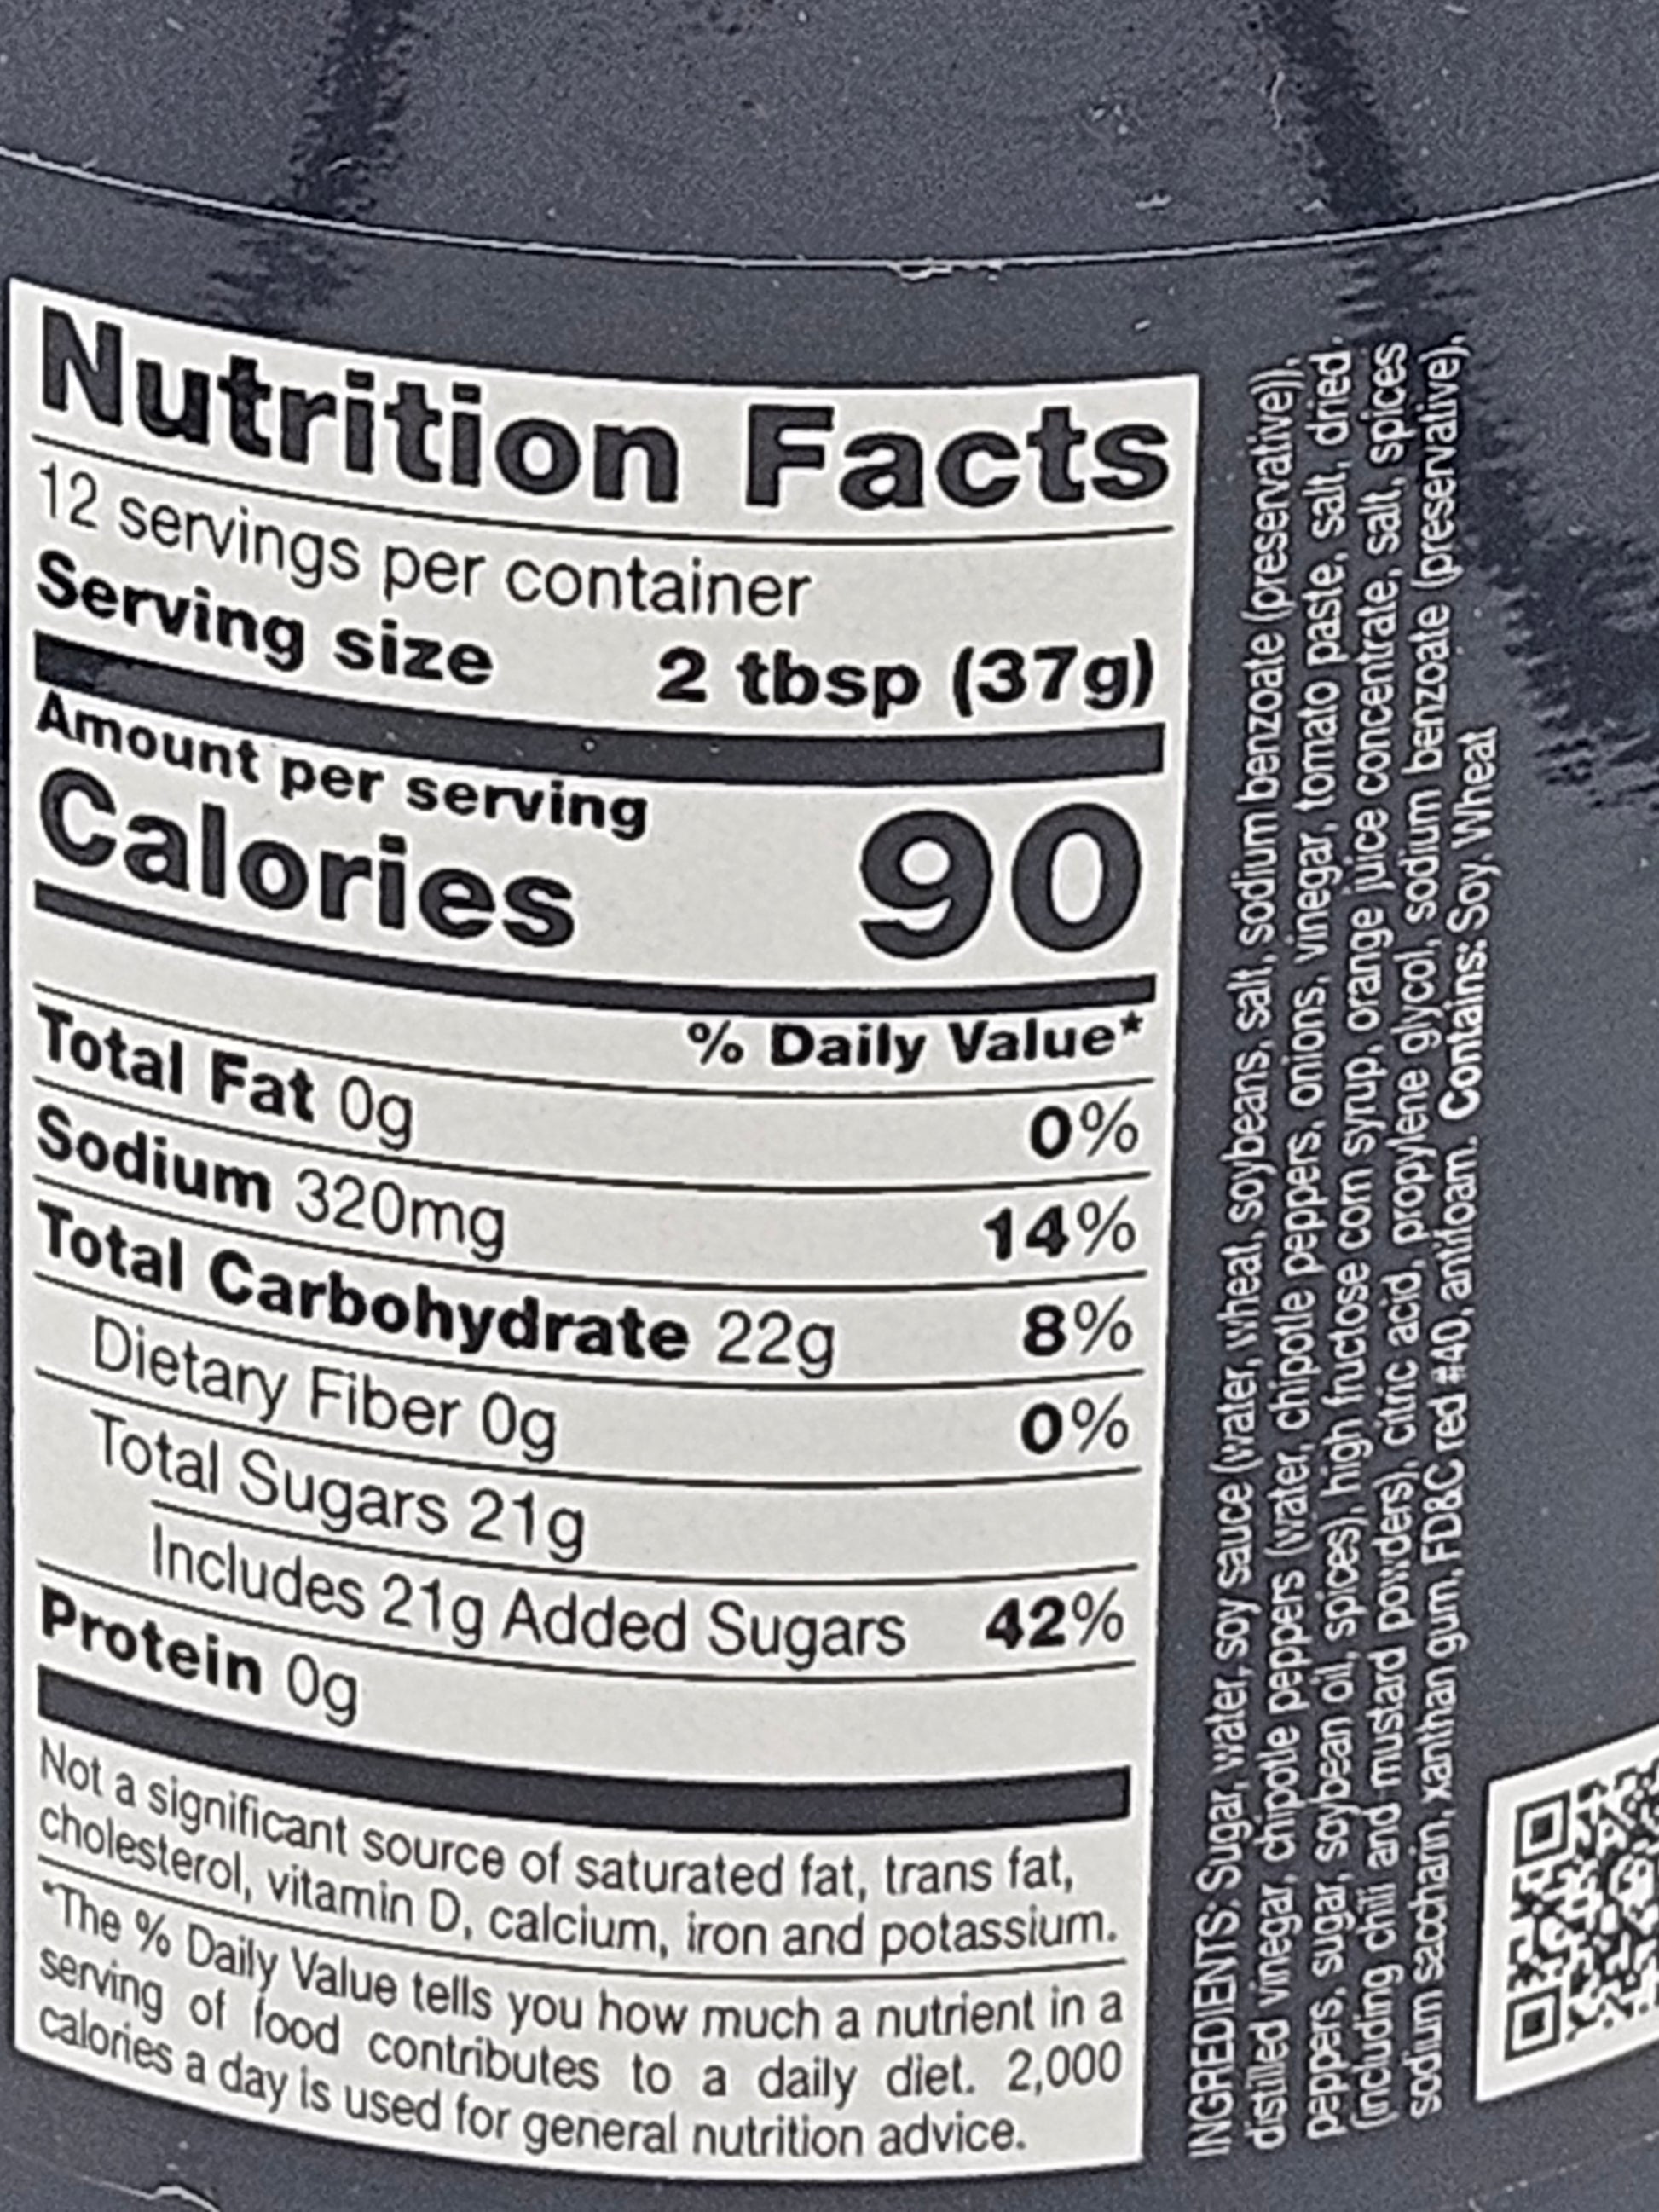 Nutrition Facts
12 servings per container
Serving size 2 tbsp (37g)
Amount per serving
Calories 90
% Daily Value*
Total Fat 0g 0%
Sodium 320mg 14%
Total Carbohydrate 22g 8%
Dietary Fiber 0g 0%
Total Sugars 21g
Includes 21g Added Sugars 42%
Protein 0g
Not a significant source of saturated fat, trans fat,
cholesterol, vitamin D, calcium, iron and potassium.
*The % Daily Value tells you how much a nutrient in a
serving of food contributes to a daily diet. 2,000
calories a day is used for general nutrition advice.
INGREDIENTS: Sugar, water, soy sauce (water, wheat, soybeans, salt, sodium benzoate (preservative)),
distilled vinegar, chipotle peppers (water, chipotle peppers, onions, vinegar, tomato paste, salt, dried
peppers, sugar, soybean oil, spices), high fructose corn syrup, orange juice concentrate, salt, spices
(including chili and mustard powders), citric acid, propylene glycol, sodium benzoate (preservative),
sodium saccharin, xanthan gum, FD&C red #40, antifoam. Contains: Soy, Wheat